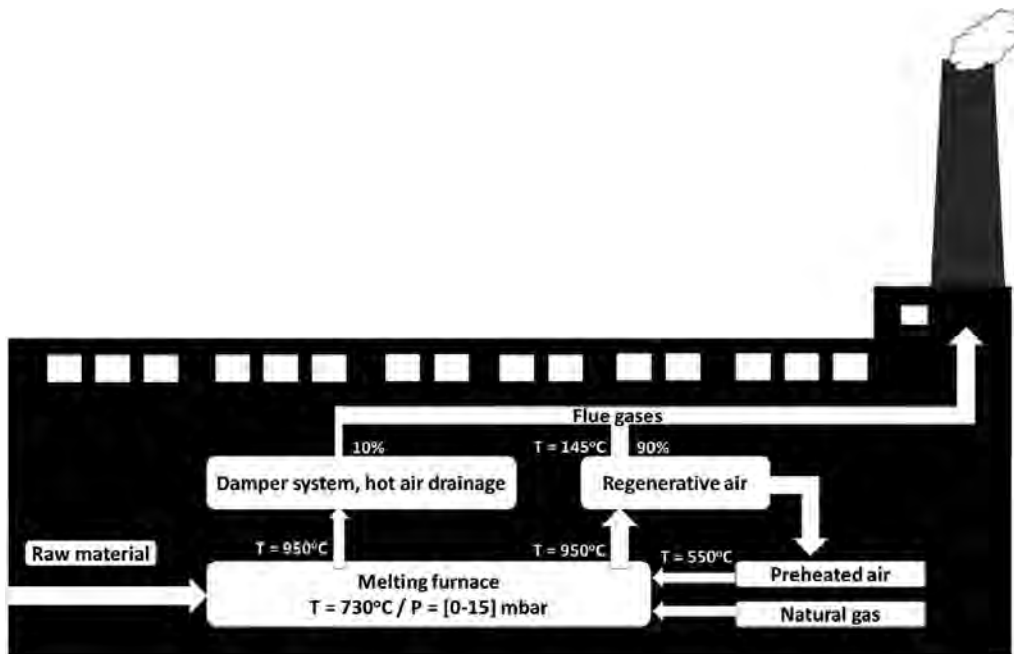 Flue gases
10%
T = 145°C
90%
Damper system, hot air drainage
Regenerative air
Raw material
T = 950°C
T = 950°C
T = 550°C
Melting furnace
T = 730°C / P = [0-15] mbar
Preheated air
Natural gas